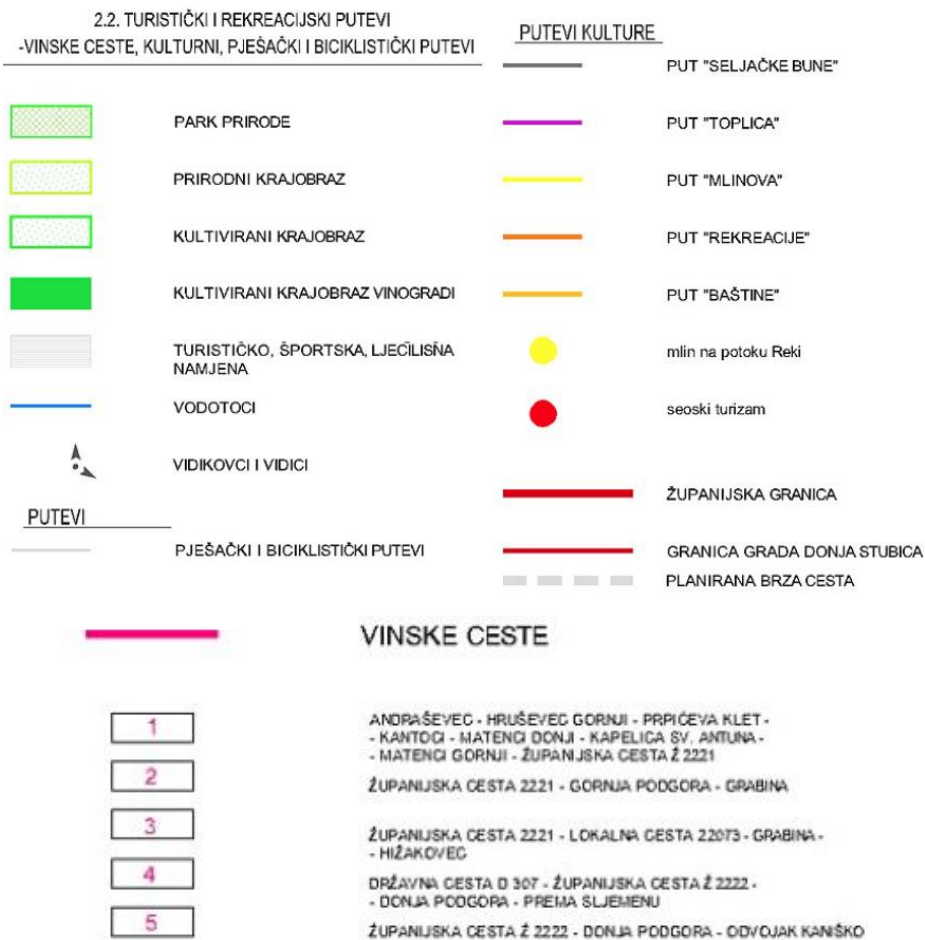 2.2. TURISTIČKI I REKREACIJSKI PUTEVI
-VINSKE CESTE, KULTURNI, PJEŠAČKI I BICIKLISTIČKI PUTEVI
PARK PRIRODE
PRIRODNI KRAJOBRAZ
KULTIVIRANI KRAJOBRAZ
KULTIVIRANI KRAJOBRAZ VINOGRADI
TURISTIČKO, ŠPORTSKA, LJEČILIŠNA
NAMJENA
VODOTOCI
VIDIKOVCI I VIDICI
PUTEVI
PJEŠAČKI I BICIKLISTIČKI PUTEVI
PUTEVI KULTURE
PUT "SELJAČKE BUNE"
PUT "TOPLICA"
PUT "MLINOVA"
PUT "REKREACIJE"
PUT "BAŠTINE"
mlin na potoku Reki
seoski turizam
ŽUPANIJSKA GRANICA
GRANICA GRADA DONJA STUBICA
PLANIRANA BRZA CESTA
VINSKE CESTE
1
ANDRAŠEVEC - HRUŠEVEC GORNJI - PRPIĆEVA KLET -
- KANTOCI - MATENCI DONJI - KAPELICA SV. ANTUNA -
- MATENCI GORNJI - ŽUPANIJSKA CESTA Ž 2221
2
ŽUPANIJSKA CESTA 2221 - GORNJA PODGORA - GRABINA
3
ŽUPANIJSKA CESTA 2221 - LOKALNA CESTA 22073 - GRABINA -
- HIŽAKOVEC
4
DRŽAVNA CESTA D 307 - ŽUPANIJSKA CESTA Ž 2222 -
- DONJA PODGORA - PREMA SLJEMENU
5
ŽUPANIJSKA CESTA Ž 2222 - DONJA PODGORA - ODVOJAK KANIŠKO